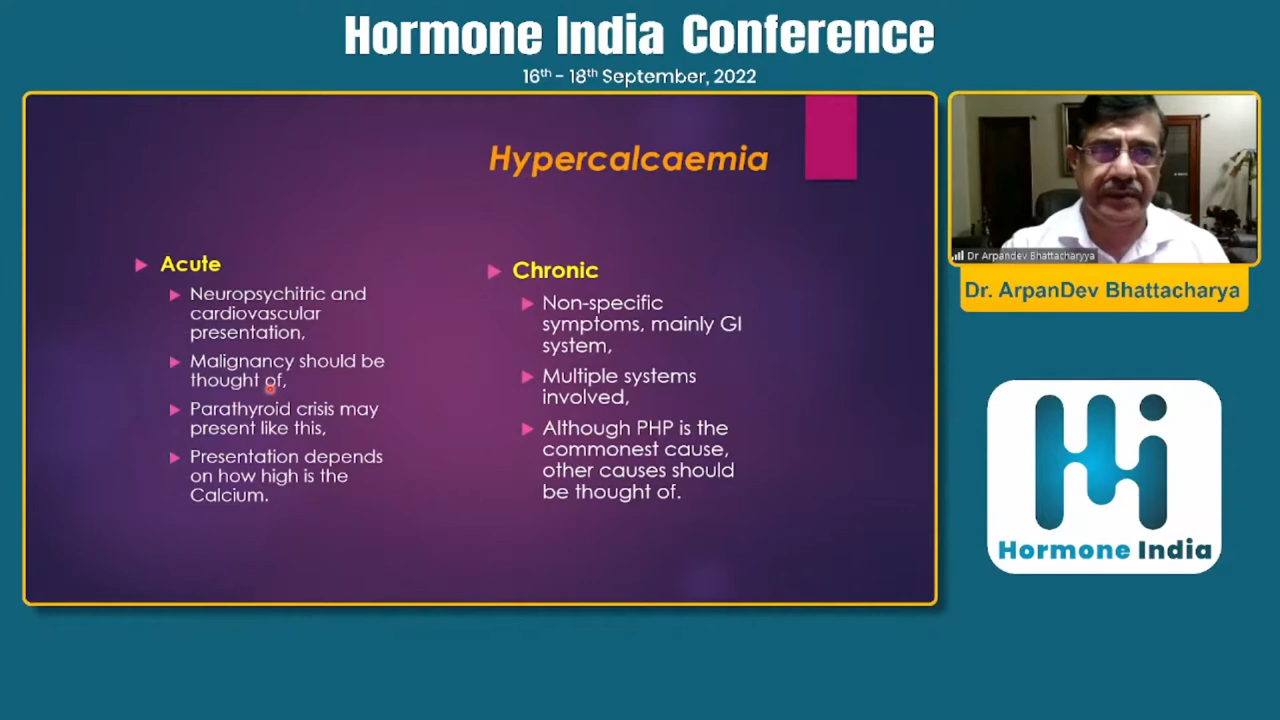 Hormone India Conference
16th - 18th September, 2022
Hypercalcaemia
Acute
Neuropsychitric and
cardiovascular
presentation,
Malignancy should be
thought of,
Parathyroid crisis may
present like this,
Presentation depends
on how high is the
Calcium.
Chronic
Non-specific
symptoms, mainly GI
system,
Multiple systems
involved,
Although PHP is the
commonest cause,
other causes should
be thought of.
Dr Arpandev Bhattacharyya
Dr. ArpanDev Bhattacharya
Hormone India